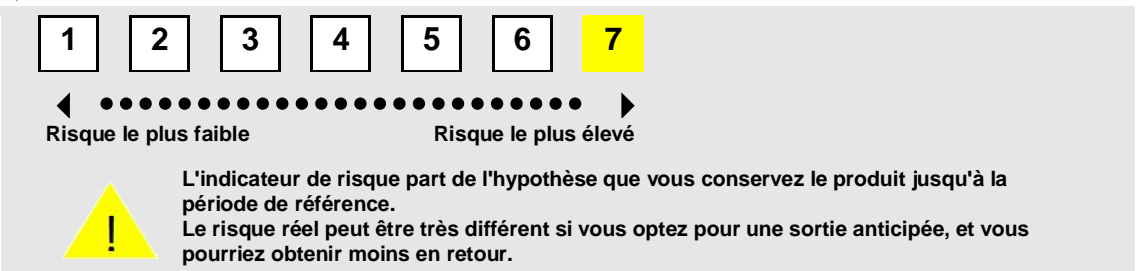 1 2 3 4 5 6 7
Risque le plus faible Risque le plus élevé
L'indicateur de risque part de l'hypothèse que vous conservez le produit jusqu'à la
période de référence.
Le risque réel peut être très différent si vous optez pour une sortie anticipée, et vous
pourriez obtenir moins en retour.
!